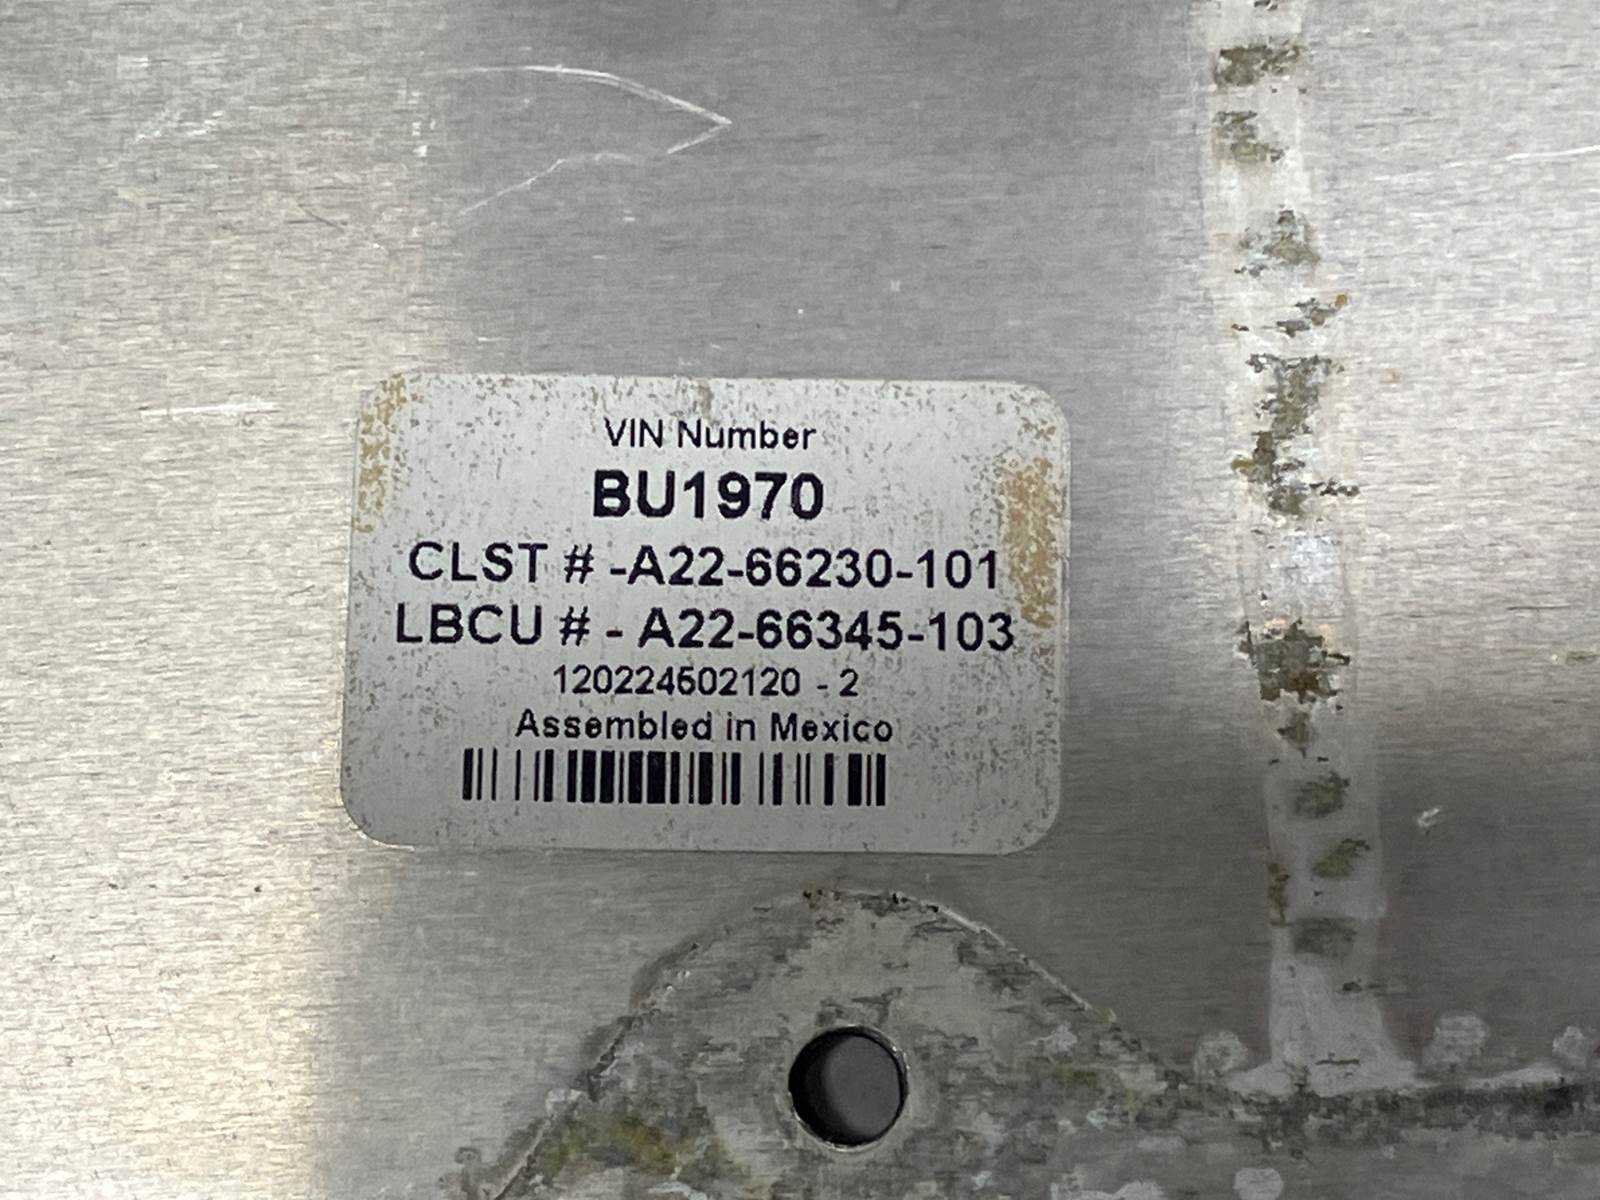 VIN Number
BU1970
CLST # -A22-66230-101
LBCU # - A22-66345-103
120224602120 - 2
Assembled in Mexico